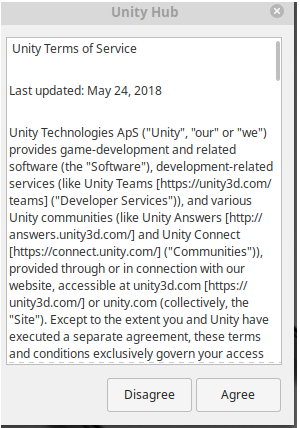 Unity Hub
Unity Terms of Service
Last updated: May 24, 2018
Unity Technologies ApS ("Unity", "our" or "we")
provides game-development and related
software (the "Software"), development-related
services (like Unity Teams [https://unity3d.com/
teams] ("Developer Services")), and various
Unity communities (like Unity Answers [http://
answers.unity3d.com/] and Unity Connect
[https://connect.unity.com/] ("Communities")),
provided through or in connection with our
website, accessible at unity3d.com [https://
unity3d.com/] or unity.com (collectively, the
"Site"). Except to the extent you and Unity have
executed a separate agreement, these terms
and conditions exclusively govern your access
Disagree
Agree